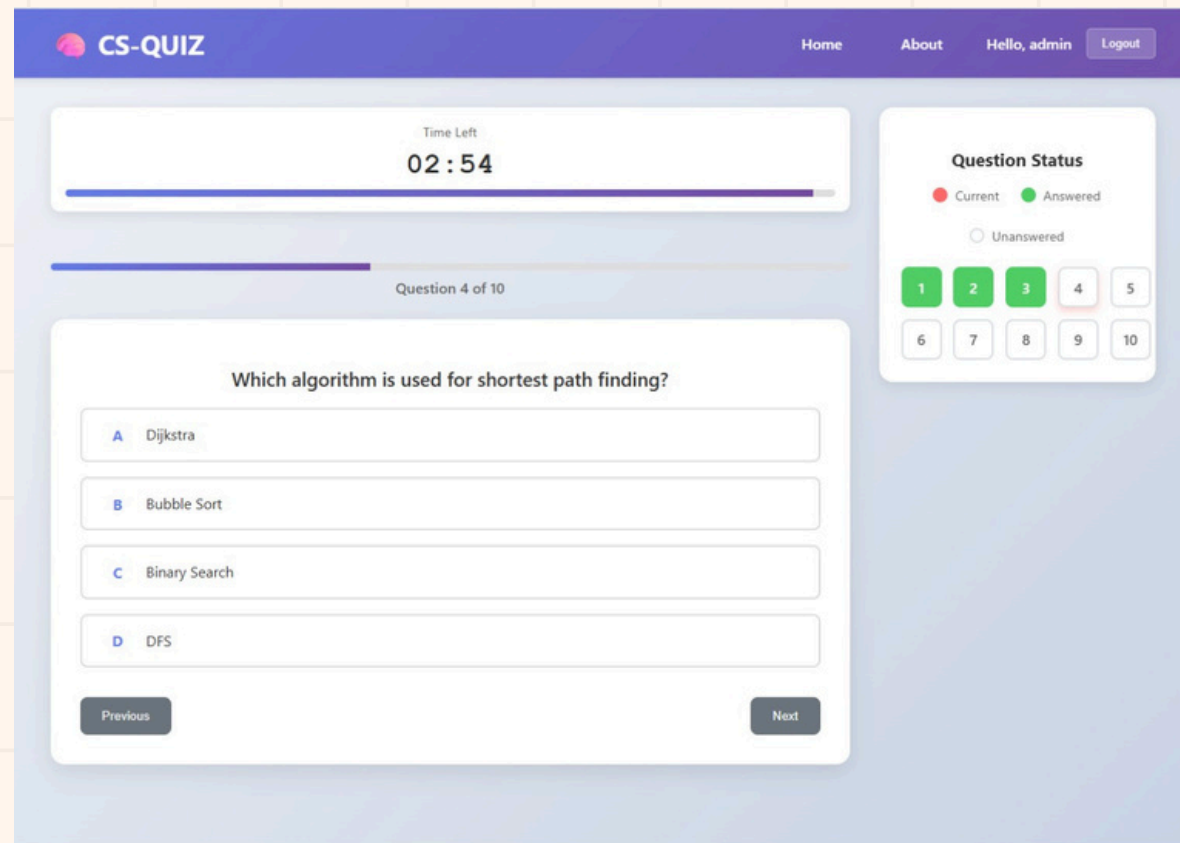 CS-QUIZ
Home About Hello, admin Logout
Time Left
02:54
Question 4 of 10
Which algorithm is used for shortest path finding?
A Dijkstra
B Bubble Sort
C Binary Search
D DFS
Previous Next
Question Status
Current Answered
Unanswered
1 2 3 4 5
6 7 8 9 10